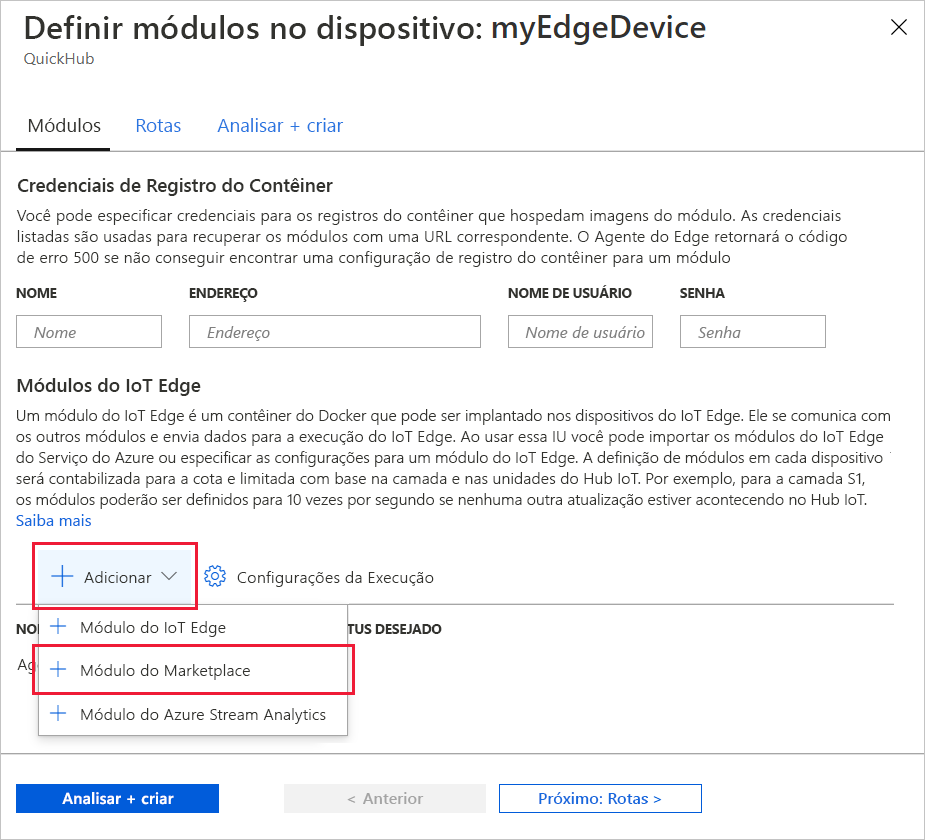 Definir módulos no dispositivo: myEdgeDevice
QuickHub
Módulos Rotas Analisar + criar
Credenciais de Registro do Contêiner
Você pode especificar credenciais para os registros do contêiner que hospedam imagens do módulo. As credenciais
listadas são usadas para recuperar os módulos com uma URL correspondente. O Agente do Edge retornará o código
de erro 500 se não conseguir encontrar uma configuração de registro do contêiner para um módulo
NOME ENDEREÇO NOME DE USUÁRIO SENHA
Nome Endereço Nome de usuário Senha
Módulos do IoT Edge
Um módulo do IoT Edge é um contêiner do Docker que pode ser implantado nos dispositivos do IoT Edge. Ele se comunica com
os outros módulos e envia dados para a execução do IoT Edge. Ao usar essa IU você pode importar os módulos do IoT Edge
do Serviço do Azure ou especificar as configurações para um módulo do IoT Edge. A definição de módulos em cada dispositivo
será contabilizada para a cota e limitada com base na camada e nas unidades do Hub IoT. Por exemplo, para a camada S1,
os módulos poderão ser definidos para 10 vezes por segundo se nenhuma outra atualização estiver acontecendo no Hub IoT.
Saiba mais
Adicionar Configurações da Execução
Módulo do IoT Edge TUS DESEJADO
Módulo do Marketplace
Módulo do Azure Stream Analytics
Analisar + criar < Anterior Próximo: Rotas >